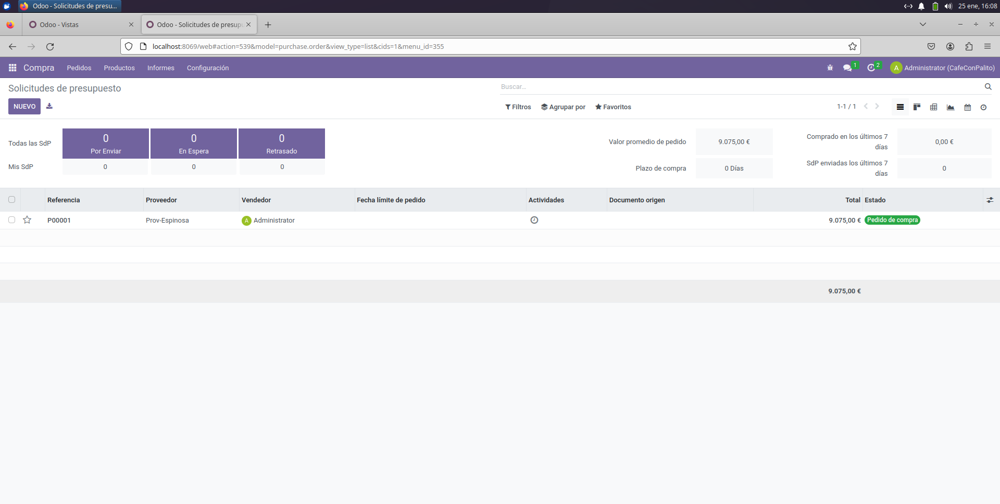 Odoo - Solicitudes de presu...
25 ene, 16:08
Odoo - Vistas
Odoo - Solicitudes de presupu
localhost:8069/web#action=539&model=purchase.order&view_type=list&cids=1&menu_id=355
Compra Pedidos Productos Informes Configuración
1
2
A Administrator (CafeConPalito)
Solicitudes de presupuesto
Buscar...
NUEVO
Filtros Agrupar por Favoritos
1-1 / 1
Todas las SdP
0
Por Enviar
0
En Espera
0
Retrasado
Mis SdP 0 0 0
Valor promedio de pedido 9.075,00 €
Comprado en los últimos 7
días
0,00 €
Plazo de compra 0 Días
SdP enviadas los últimos 7
días
0
Referencia Proveedor Vendedor Fecha límite de pedido Actividades Documento origen Total Estado
P00001 Prov-Espinosa A Administrator 9.075,00 € Pedido de compra
9.075,00 €